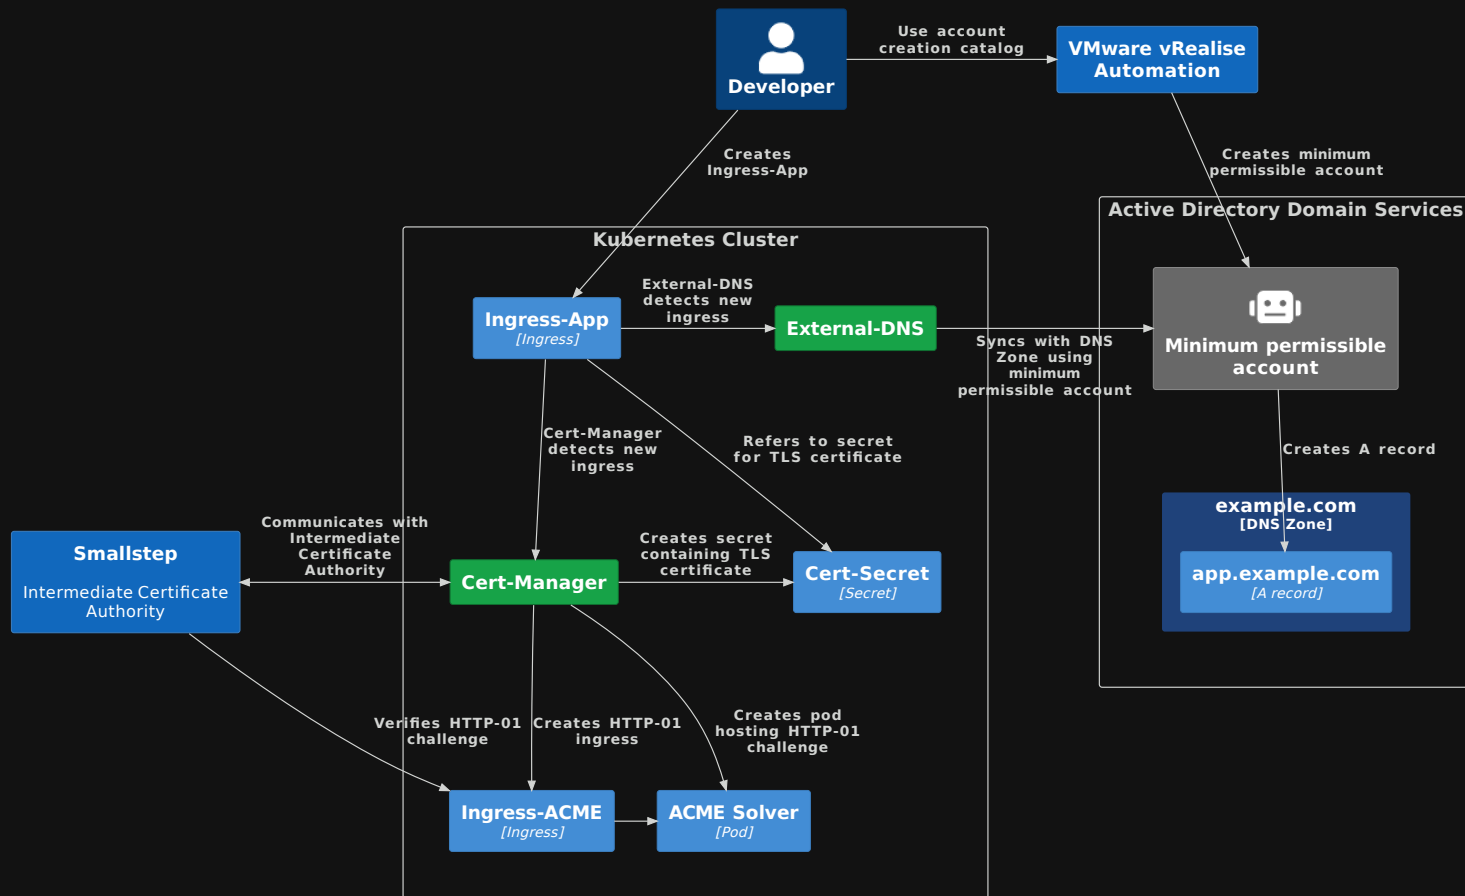 Developer
Use account
creation catalog
VMware vRealise
Automation
Creates
Ingress-App
Creates minimum
permissible account
Active Directory Domain Services
Kubernetes Cluster
Ingress-App
[Ingress]
External-DNS
detects new
ingress
External-DNS
Syncs with DNS
Zone using
minimum
permissible account
Minimum permissible
account
Cert-Manager
detects new
ingress
Refers to secret
for TLS certificate
Creates A record
example.com
[DNS Zone]
app.example.com
[A record]
Smallstep
Intermediate Certificate
Authority
Communicates with
Intermediate
Certificate
Authority
Cert-Manager
Creates secret
containing TLS
certificate
Cert-Secret
[Secret]
Verifies HTTP-01
challenge
Creates HTTP-01
ingress
Creates pod
hosting HTTP-01
challenge
Ingress-ACME
[Ingress]
ACME Solver
[Pod]